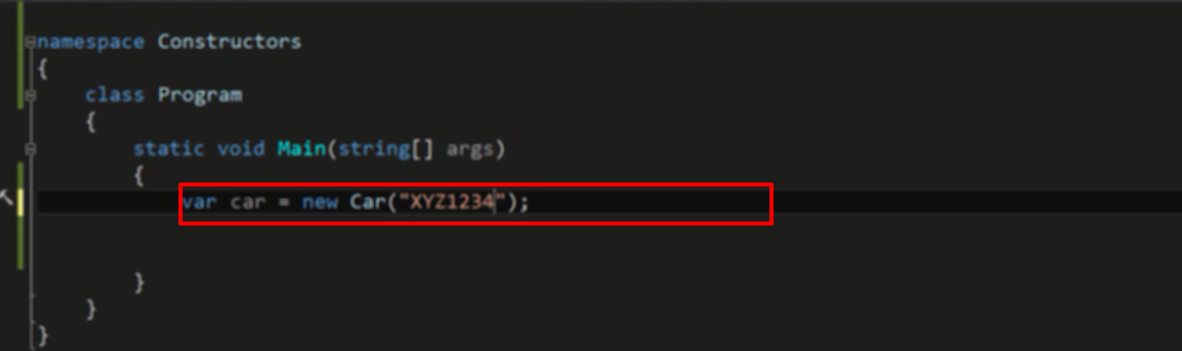 namespace Constructors
{
class Program
{
static void Main(string[] args)
{
var car = new Car("XYZ1234");
}
}
}